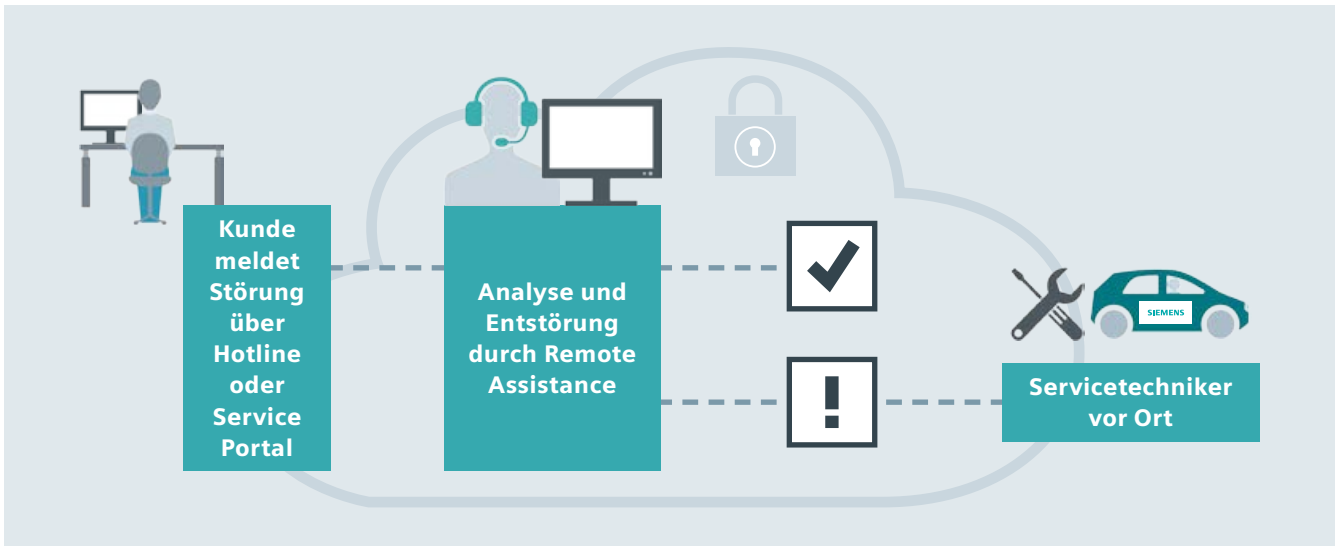 Kunde
meldet
Störung
über
Hotline
oder
Service
Portal
Analyse und
Entstörung
durch Remote
Assistance
!
SIEMENS
Servicetechniker
vor Ort